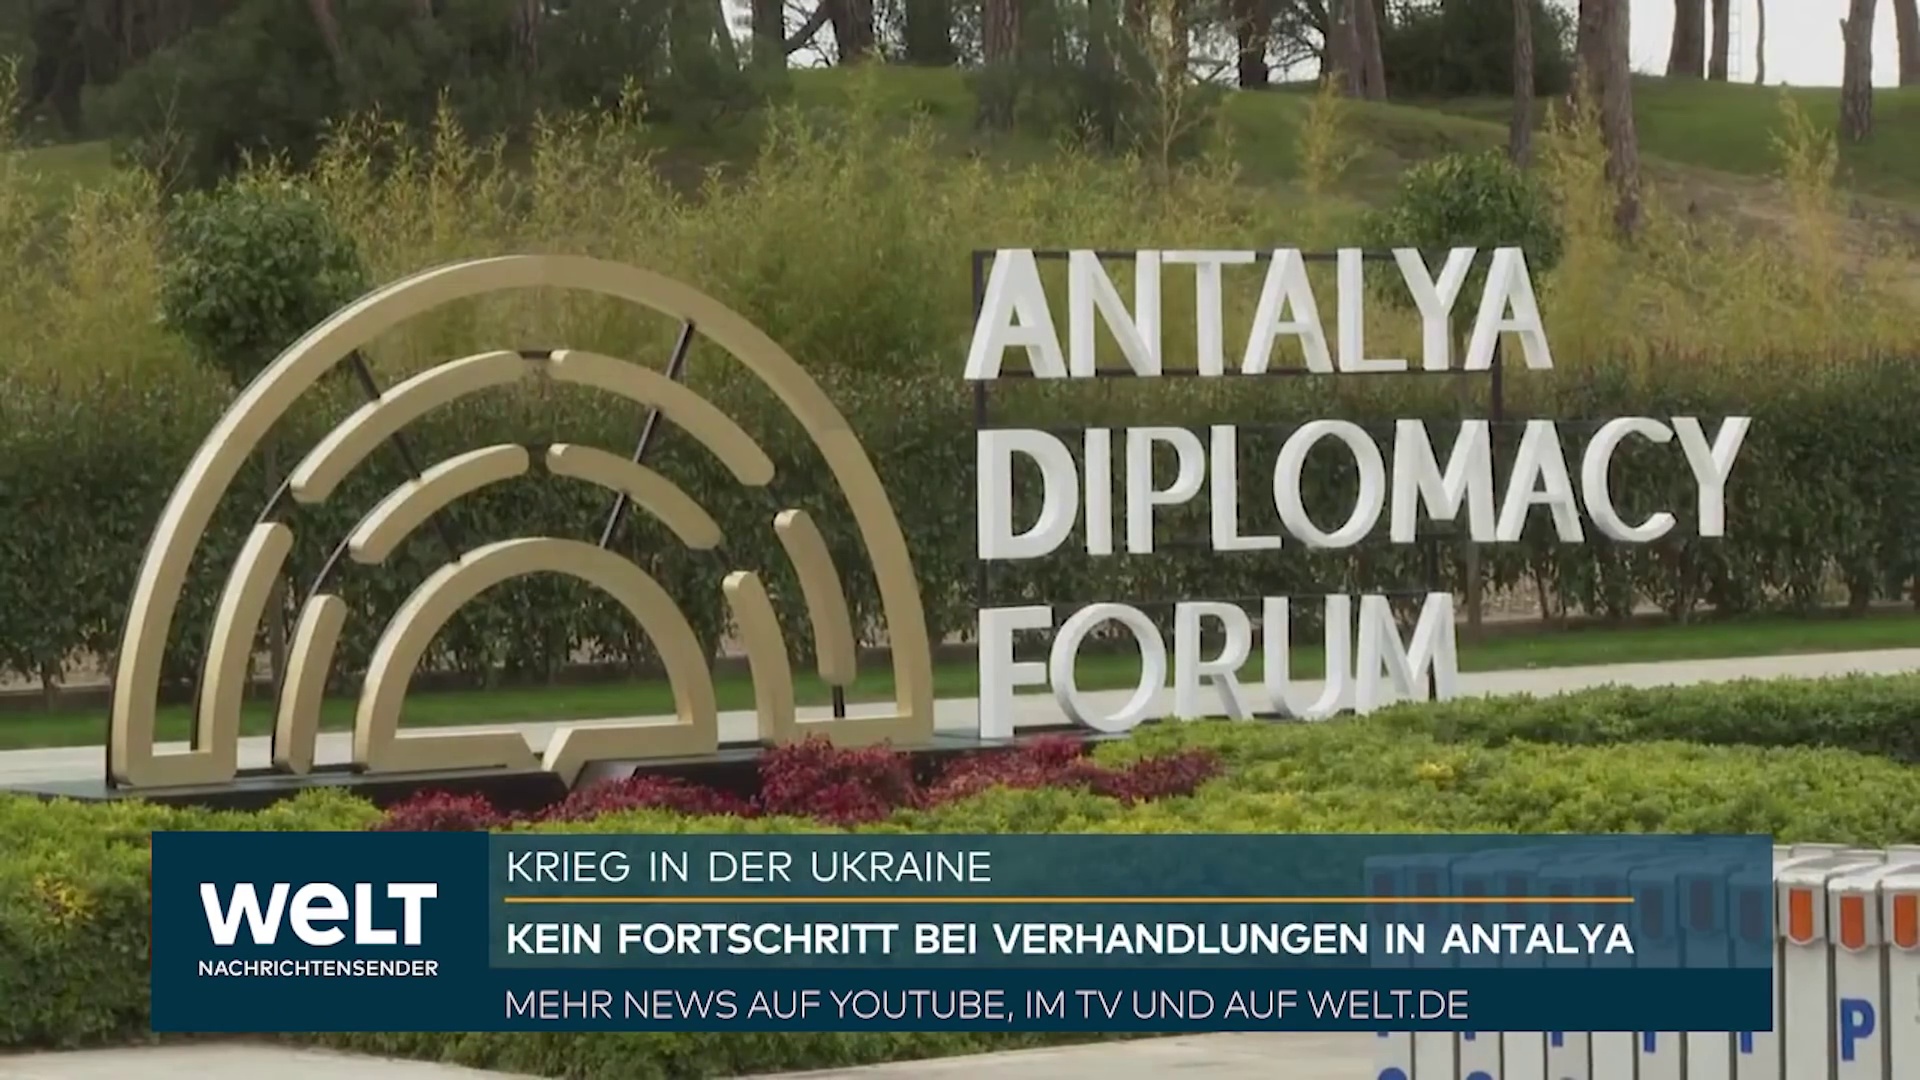 ANTALYA
DIPLOMACY
FORUM
KRIEG IN DER UKRAINE
WELT
NACHRICHTENSENDER
KEIN FORTSCHRITT BEI VERHANDLUNGEN IN ANTALYA
MEHR NEWS AUF YOUTUBE, IM TV UND AUF WELT.DE
P